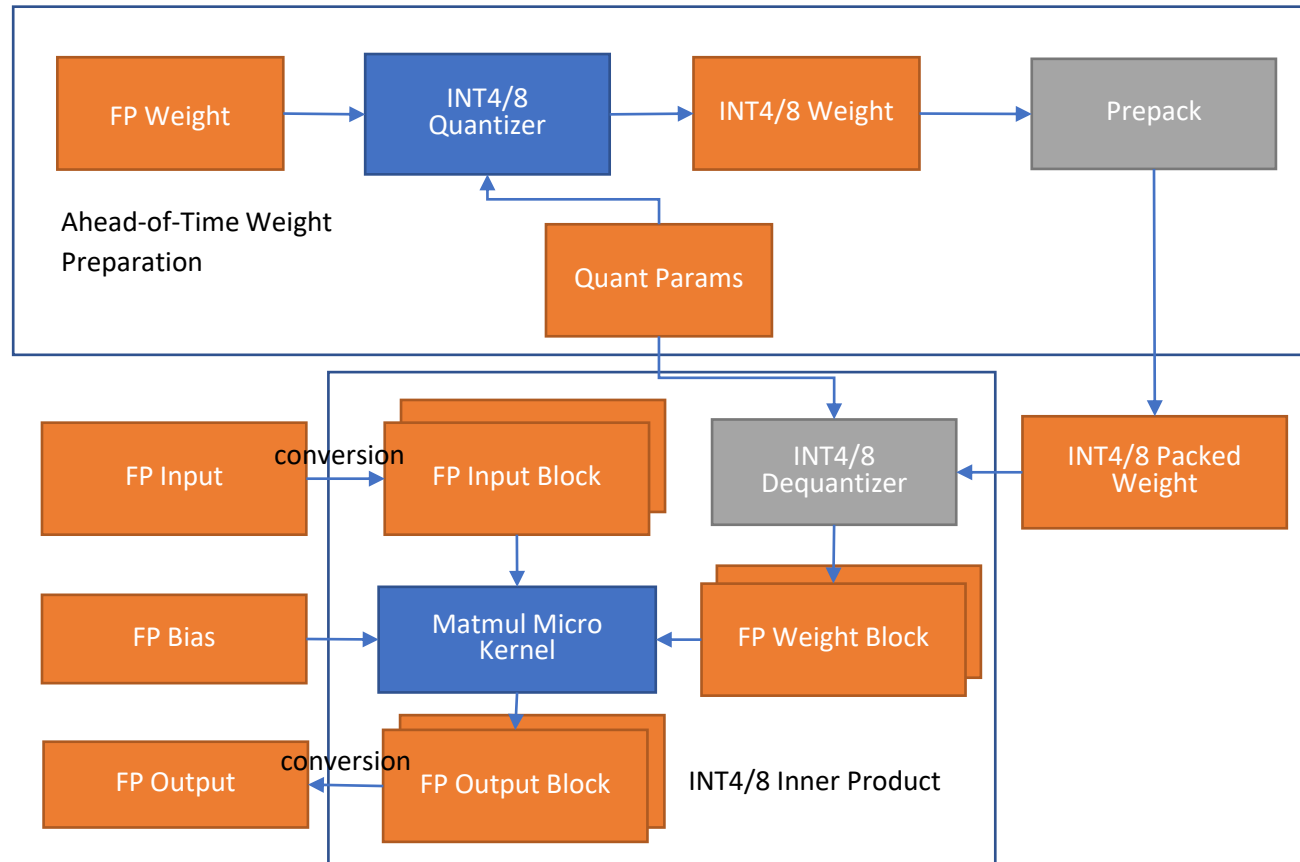 FP Weight
INT4/8
Quantizer
INT4/8 Weight
Prepack
Ahead-of-Time Weight
Preparation
Quant Params
FP Input
conversion
FP Input Block
INT4/8
Dequantizer
INT4/8 Packed
Weight
FP Bias
Matmul Micro
Kernel
FP Weight Block
FP Output
conversion
FP Output Block
INT4/8 Inner Product